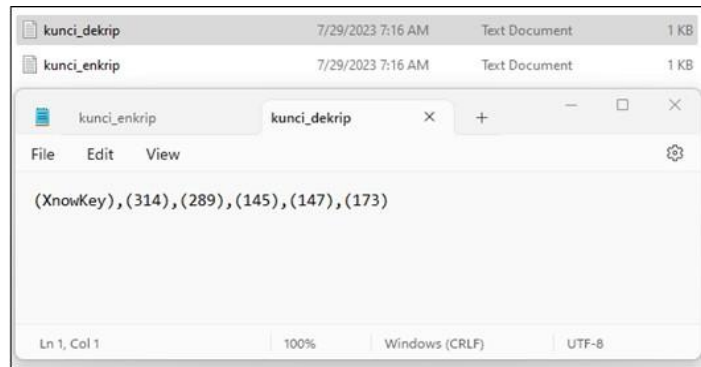 kunci_dekrip 7/29/2023 7:16 AM Text Document 1 KB
kunci_enkrip 7/29/2023 7:16 AM Text Document 1 KB
kunci_enkrip kunci_dekrip
File Edit View
(XnowKey),(314),(289),(145),(147),(173)
Ln 1, Col 1 100% Windows (CRLF) UTF-8